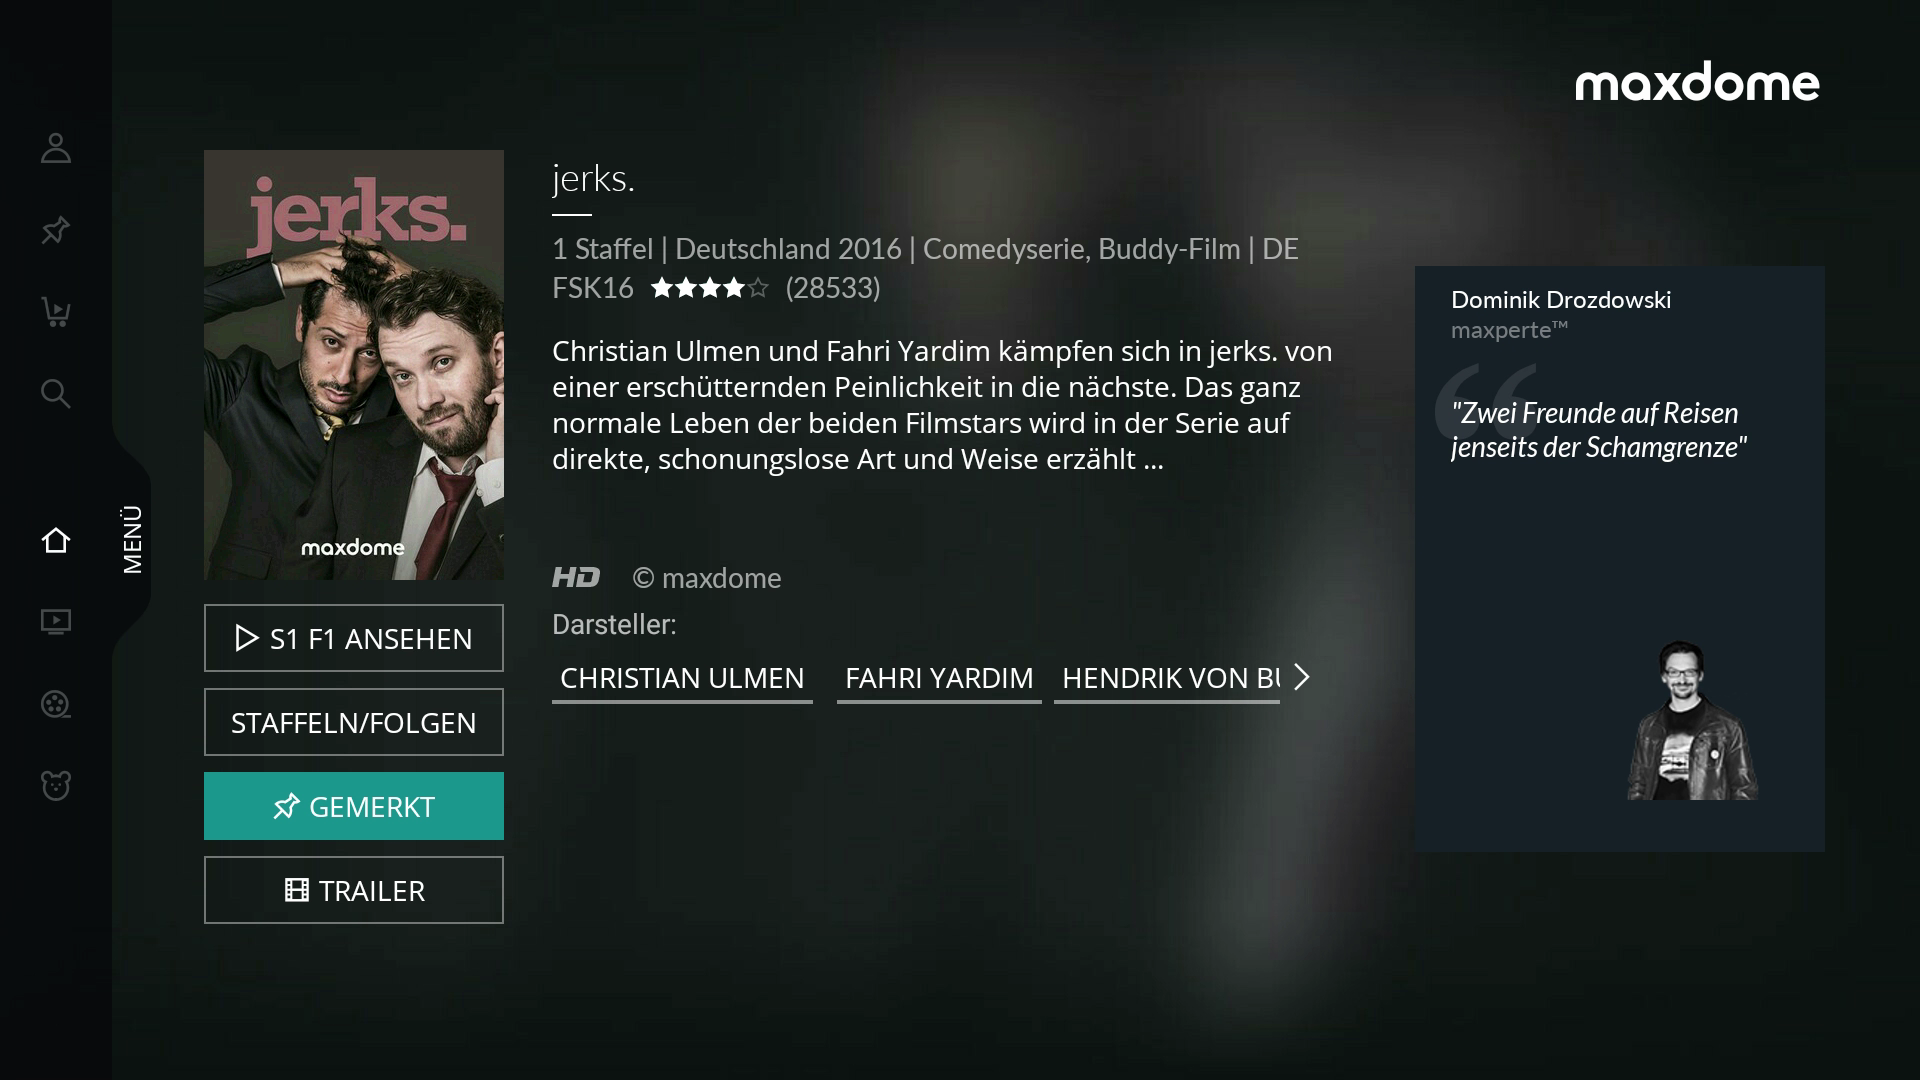 maxdome
MENÜ
jerks.
maxdome
S1 F1 ANSEHEN
STAFFELN/FOLGEN
GEMERKT
TRAILER
jerks.
1 Staffel | Deutschland 2016 | Comedyserie, Buddy-Film | DE
FSK16 (28533)
Christian Ulmen und Fahri Yardim kämpfen sich in jerks. von
einer erschütternden Peinlichkeit in die nächste. Das ganz
normale Leben der beiden Filmstars wird in der Serie auf
direkte, schonungslose Art und Weise erzählt ...
HD © maxdome
Darsteller:
CHRISTIAN ULMEN FAHRI YARDIM HENDRIK VON
Dominik Drozdowski
maxperte™
"Zwei Freunde auf Reisen
jenseits der Schamgrenze"